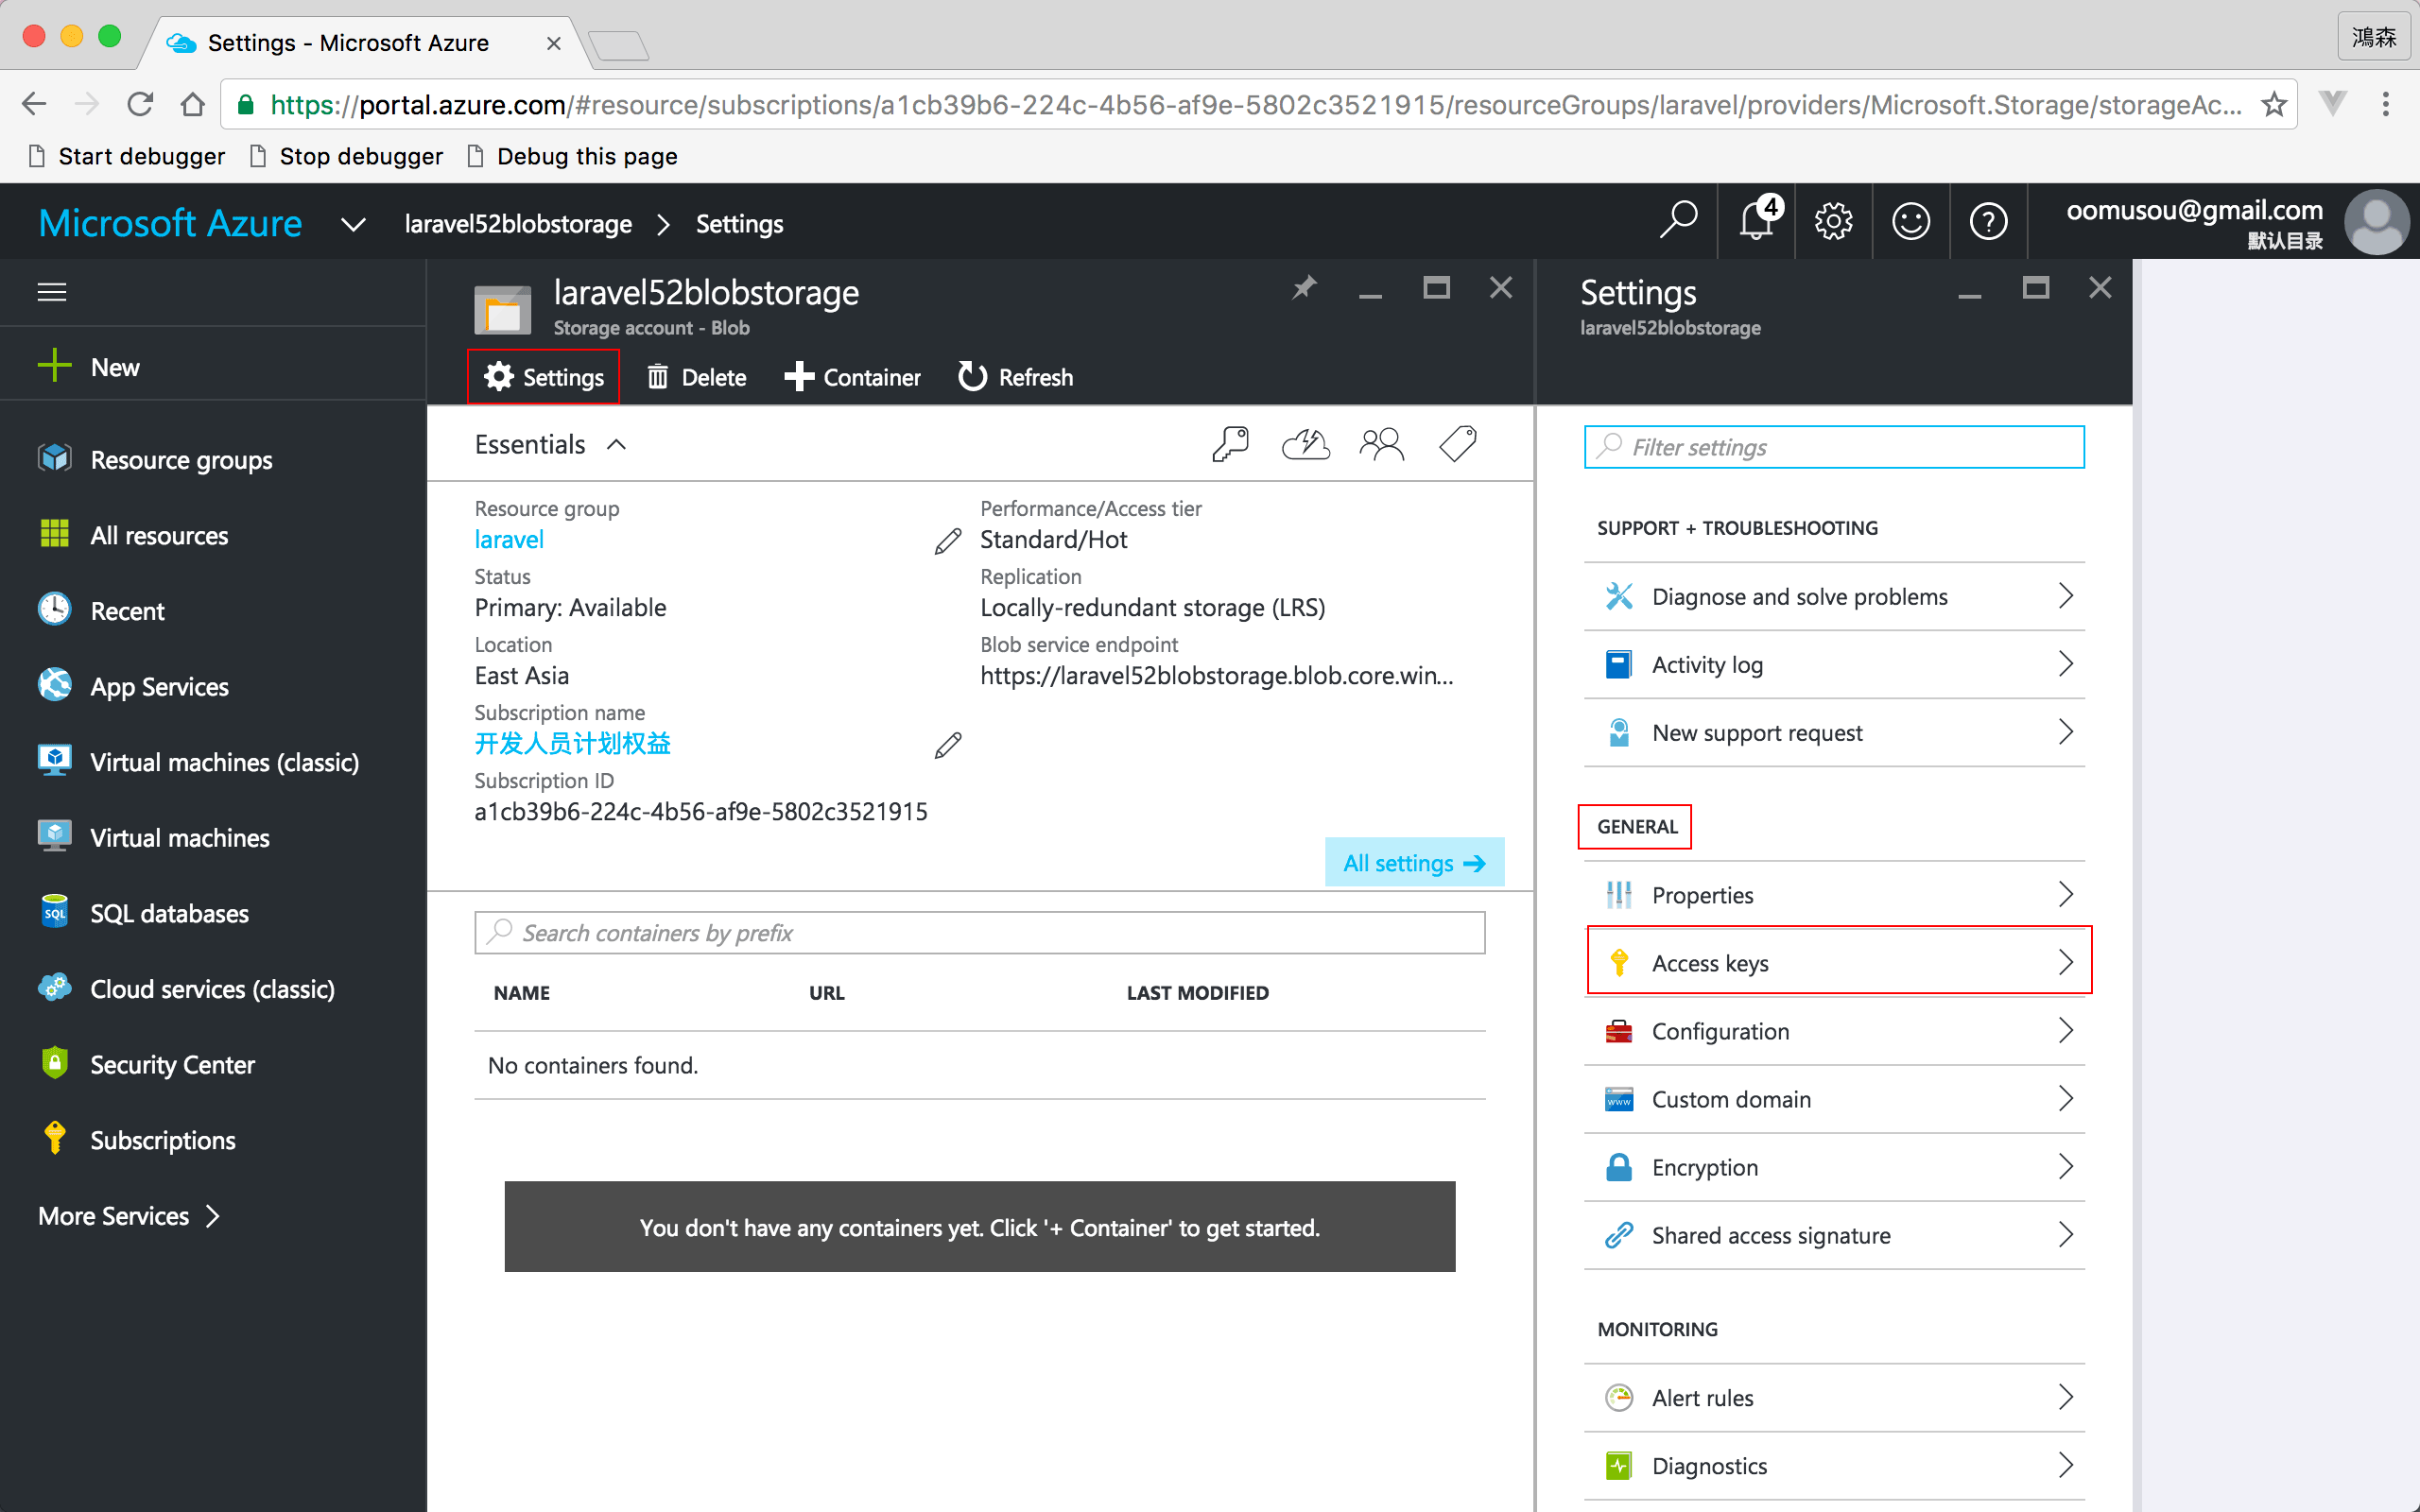 Settings - Microsoft Azure
鴻森
https://portal.azure.com/#resource/subscriptions/a1cb39b6-224c-4b56-af9e-5802c3521915/resourceGroups/laravel/providers/Microsoft.Storage/storageAc...
Start debugger Stop debugger Debug this page
Microsoft Azure laravel52blobstorage > Settings
4
oomusou@gmail.com
默认目录
New
Resource groups
All resources
Recent
App Services
Virtual machines (classic)
Virtual machines
SQL
SQL databases
Cloud services (classic)
Security Center
Subscriptions
More Services
laravel52blobstorage
Storage account - Blob
Settings Delete Container Refresh
Essentials
Resource group
laravel
Status
Primary: Available
Location
East Asia
Subscription name
开发人员计划权益
Subscription ID
a1cb39b6-224c-4b56-af9e-5802c3521915
Performance/Access tier
Standard/Hot
Replication
Locally-redundant storage (LRS)
Blob service endpoint
https://laravel52blobstorage.blob.core.win...
All settings
Search containers by prefix
NAME URL LAST MODIFIED
No containers found.
You don't have any containers yet. Click '+ Container' to get started.
Settings
laravel52blobstorage
Filter settings
SUPPORT + TROUBLESHOOTING
Diagnose and solve problems
Activity log
New support request
GENERAL
Properties
Access keys
Configuration
www
Custom domain
Encryption
Shared access signature
MONITORING
Alert rules
Diagnostics